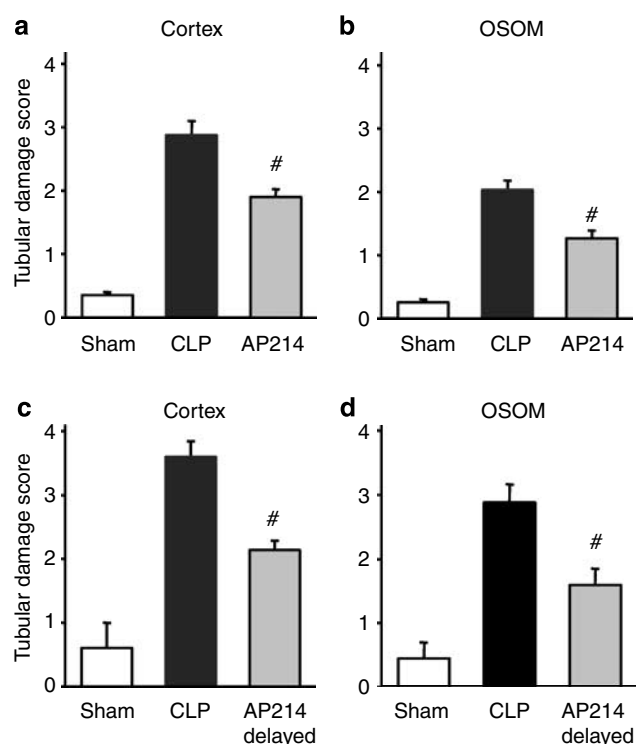 a
Cortex
Tubular damage score
4
3
2
1
0
#
Sham CLP AP214
b
OSOM
4
3
2
1
0
#
Sham CLP AP214
c
Cortex
Tubular damage score
4
3
2
1
0
#
Sham CLP AP214
delayed
d
OSOM
4
3
2
1
0
#
Sham CLP AP214
delayed